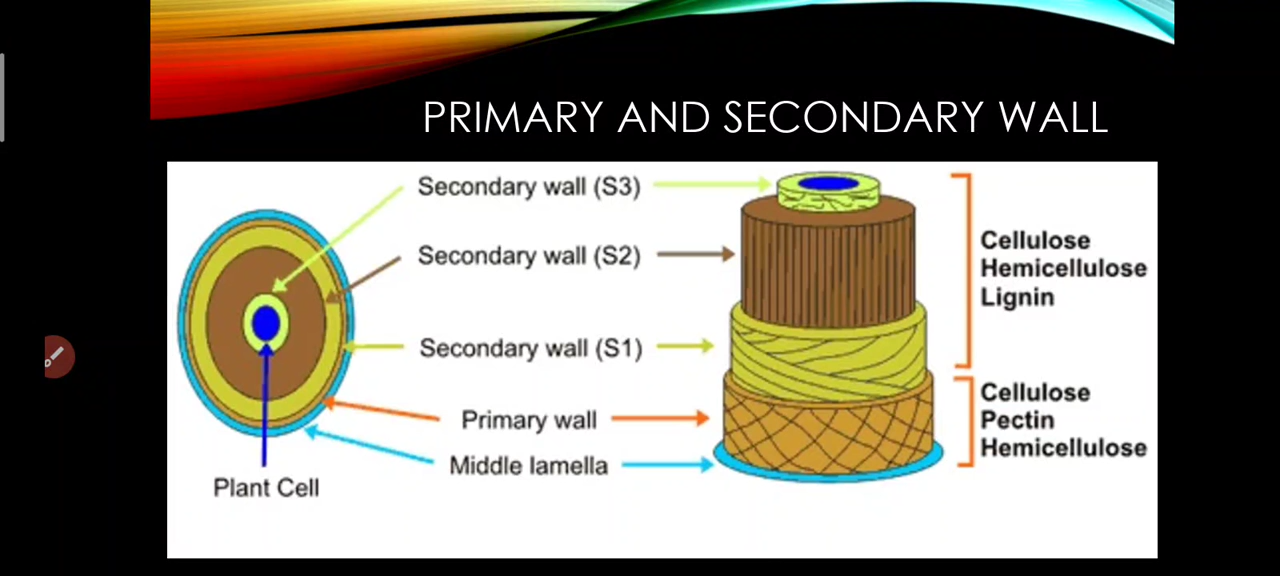 PRIMARY AND SECONDARY WALL
Secondary wall (S3)
Secondary wall (S2)
Secondary wall (S1)
Primary wall
Middle lamella
Plant Cell
Cellulose
Hemicellulose
Lignin
Cellulose
Pectin
Hemicellulose